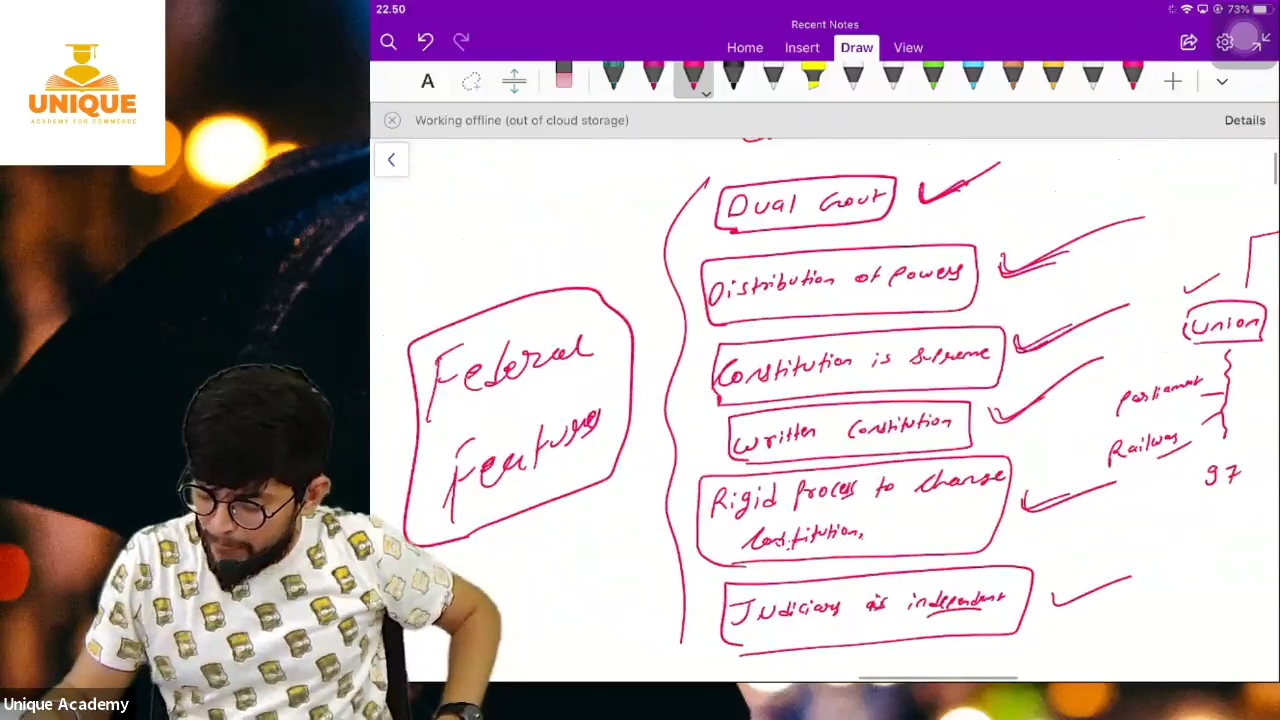 22.50
73%
Recent Notes
Home Insert Draw View
Working offline (out of cloud storage)
Details
UNIQUE
ACADEMY FOR COMMERCE
Dual Govt
Distribution of Powers
Constitution is supreme
Written Constitution
Rigid Process to change
Constitution.
Judiciary is independent
Federal
Features
Union
Parliament
Railway
97
Unique Academy